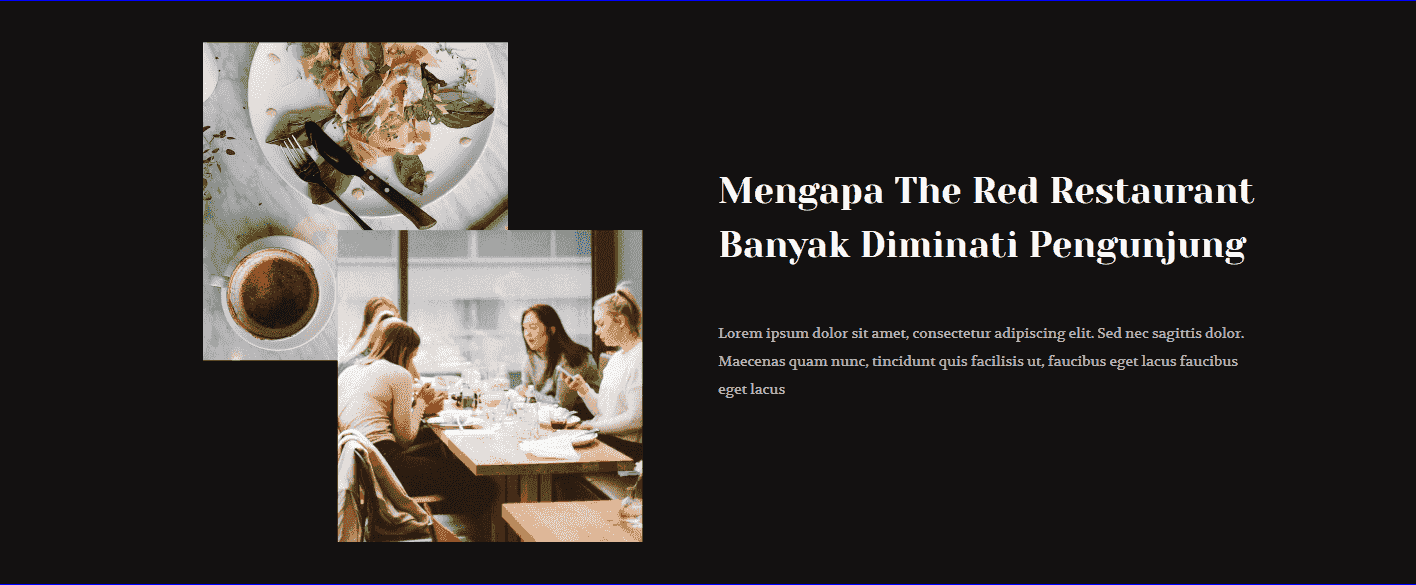 Mengapa The Red Restaurant
Banyak Diminati Pengunjung
Lorem ipsum dolor sit amet, consectetur adipiscing elit. Sed nec sagittis dolor.
Maecenas quam nunc, tincidunt quis facilisis ut, faucibus eget lacus faucibus
eget lacus